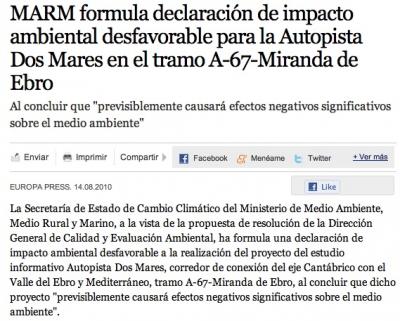 MARM formula declaración de impacto
ambiental desfavorable para la Autopista
Dos Mares en el tramo A-67-Miranda de
Ebro
Al concluir que "previsiblemente causará efectos negativos significativos
sobre el medio ambiente"
Enviar Imprimir Compartir Facebook Menéame Twitter + Ver más
EUROPA PRESS. 14.08.2010 Like
La Secretaría de Estado de Cambio Climático del Ministerio de Medio Ambiente,
Medio Rural y Marino, a la vista de la propuesta de resolución de la Dirección
General de Calidad y Evaluación Ambiental, ha formula una declaración de
impacto ambiental desfavorable a la realización del proyecto del estudio
informativo Autopista Dos Mares, corredor de conexión del eje Cantábrico con el
Valle del Ebro y Mediterráneo, tramo A-67-Miranda de Ebro, al concluir que dicho
proyecto "previsiblemente causará efectos negativos significativos sobre el medio
ambiente".